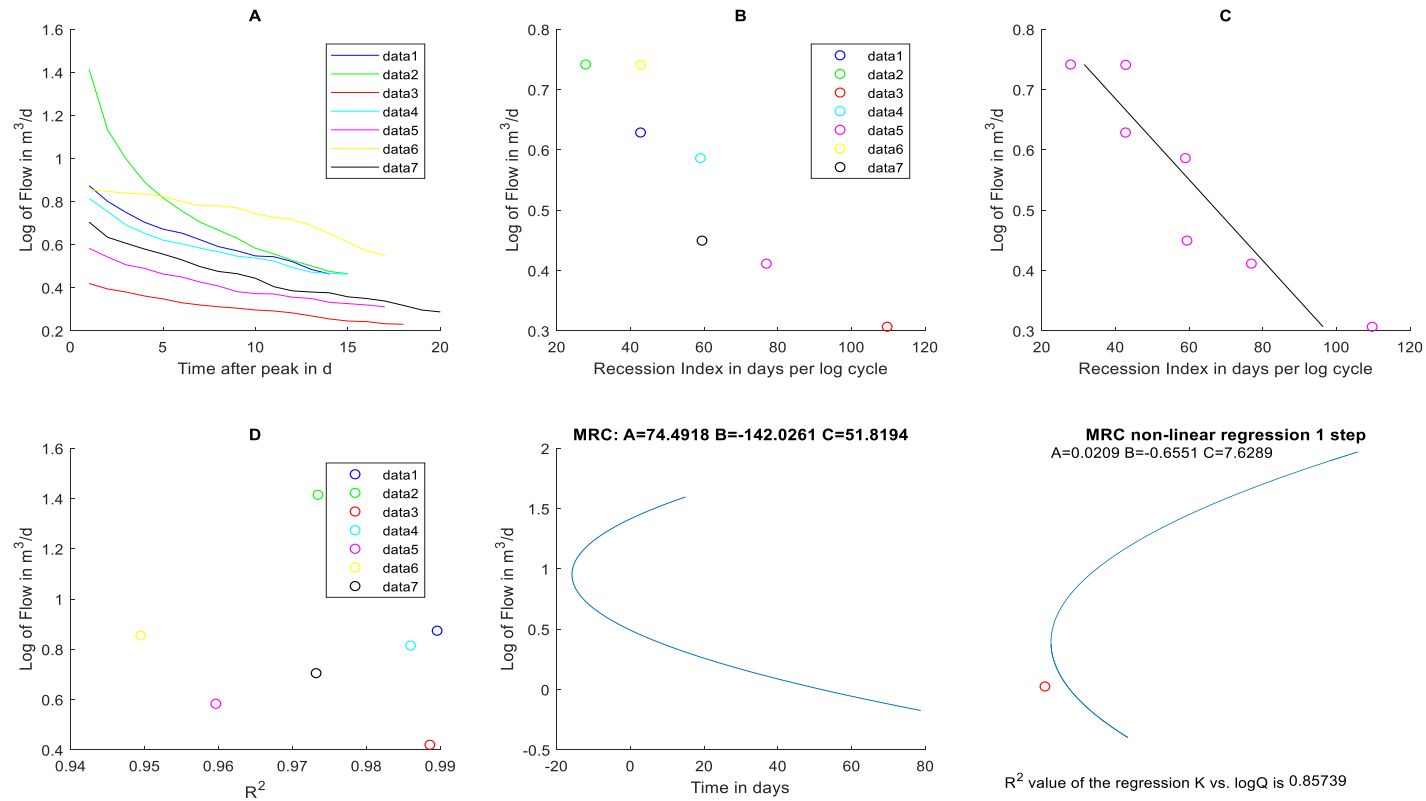 A
Log of Flow in m³/d
1.6
1.4
1.2
1
0.8
0.6
0.4
0.2
data1
data2
data3
data4
data5
data6
data7
0 5 10 15 20
Time after peak in d
B
Log of Flow in m³/d
0.8
0.7
0.6
0.5
0.4
0.3
data1
data2
data3
data4
data5
data6
data7
20 40 60 80 100 120
Recession Index in days per log cycle
C
Log of Flow in m³/d
0.8
0.7
0.6
0.5
0.4
0.3
20 40 60 80 100 120
Recession Index in days per log cycle
D
Log of Flow in m³/d
1.6
1.4
1.2
1
0.8
0.6
0.4
data1
data2
data3
data4
data5
data6
data7
0.94 0.95 0.96 0.97 0.98 0.99
R²
MRC: A=74.4918 B=-142.0261 C=51.8194
Log of Flow in m³/d
2
1.5
1
0.5
0
-0.5
-20 0 20 40 60 80
Time in days
MRC non-linear regression 1 step
A=0.0209 B=-0.6551 C=7.6289
R² value of the regression K vs. logQ is 0.85739